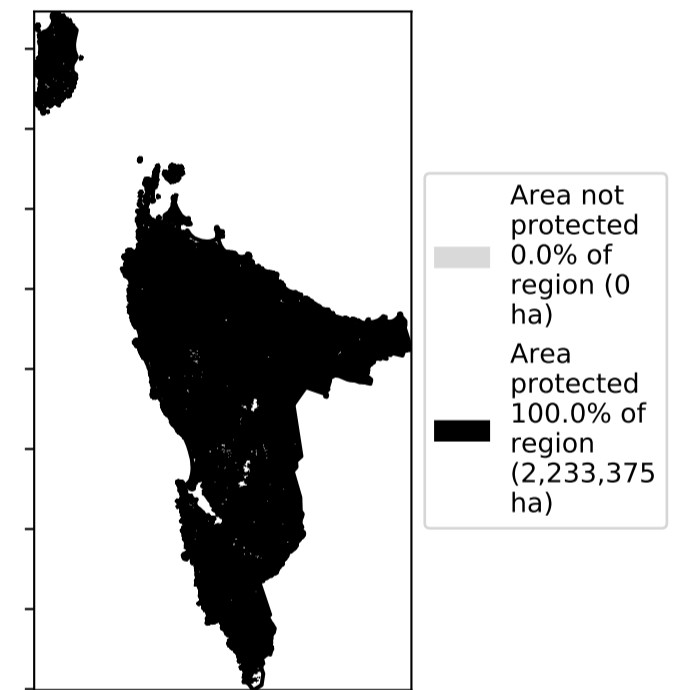 Area not
protected
0.0% of
region (0
ha)
Area
protected
100.0% of
region
(2,233,375
ha)